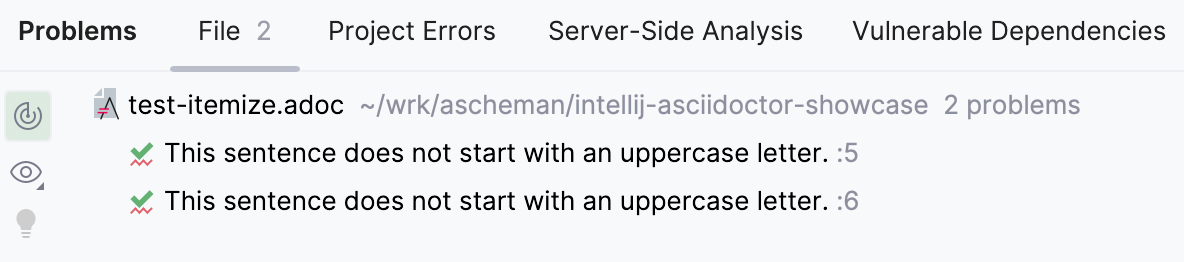 Problems File 2 Project Errors Server-Side Analysis Vulnerable Dependencies
test-itemize.adoc ~/wrk/ascheman/intellij-asciidoctor-showcase 2 problems
This sentence does not start with an uppercase letter. :5
This sentence does not start with an uppercase letter. :6